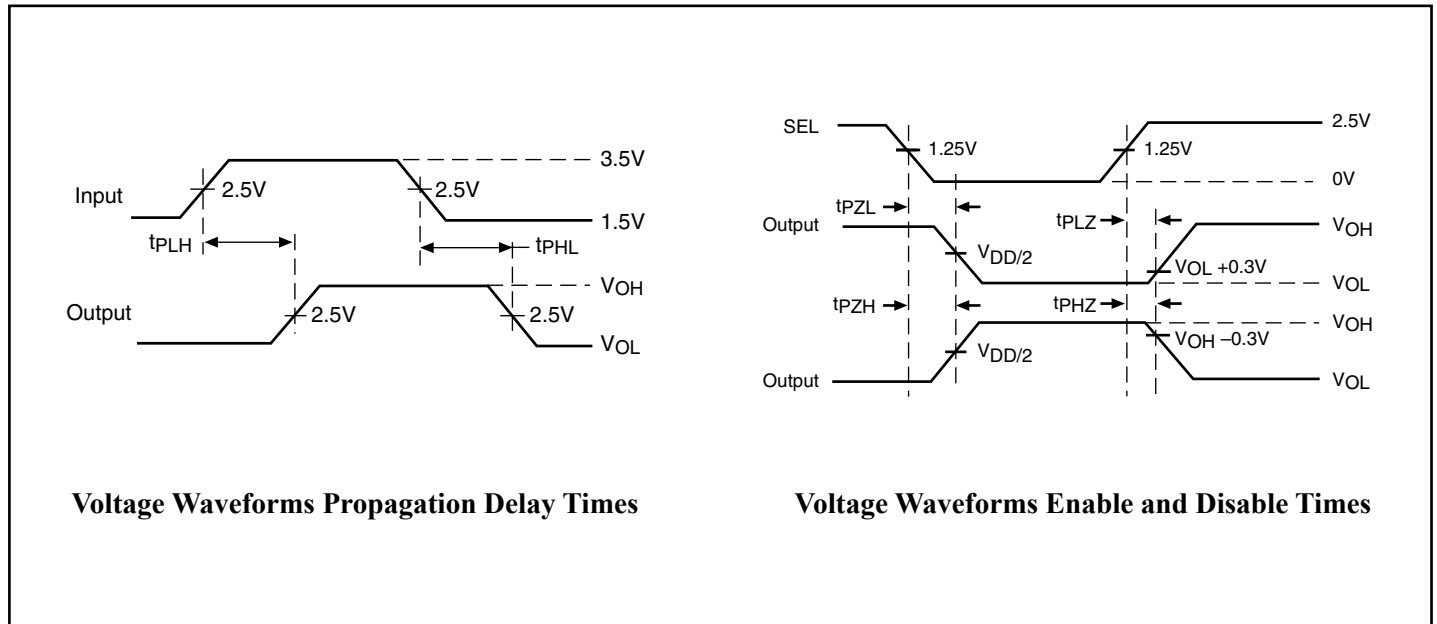 3.5V
2.5V
2.5V
Input
1.5V
tPLH
tPHL
VOH
Output
2.5V
2.5V
VOL
Voltage Waveforms Propagation Delay Times
SEL
2.5V
1.25V
1.25V
0V
tPZL
tPLZ
Output
VOH
VDD/2
VOL +0.3V
VOL
tPZH
tPHZ
VOH
VDD/2
VOH –0.3V
Output
VOL
Voltage Waveforms Enable and Disable Times